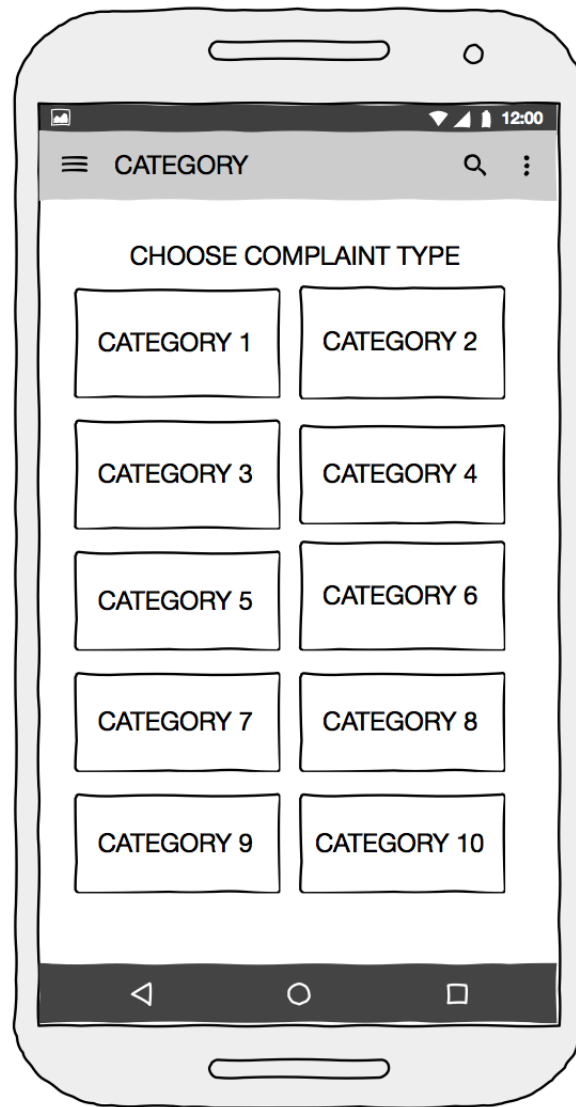 12:00
CATEGORY
CHOOSE COMPLAINT TYPE
CATEGORY 1
CATEGORY 2
CATEGORY 3
CATEGORY 4
CATEGORY 5
CATEGORY 6
CATEGORY 7
CATEGORY 8
CATEGORY 9
CATEGORY 10